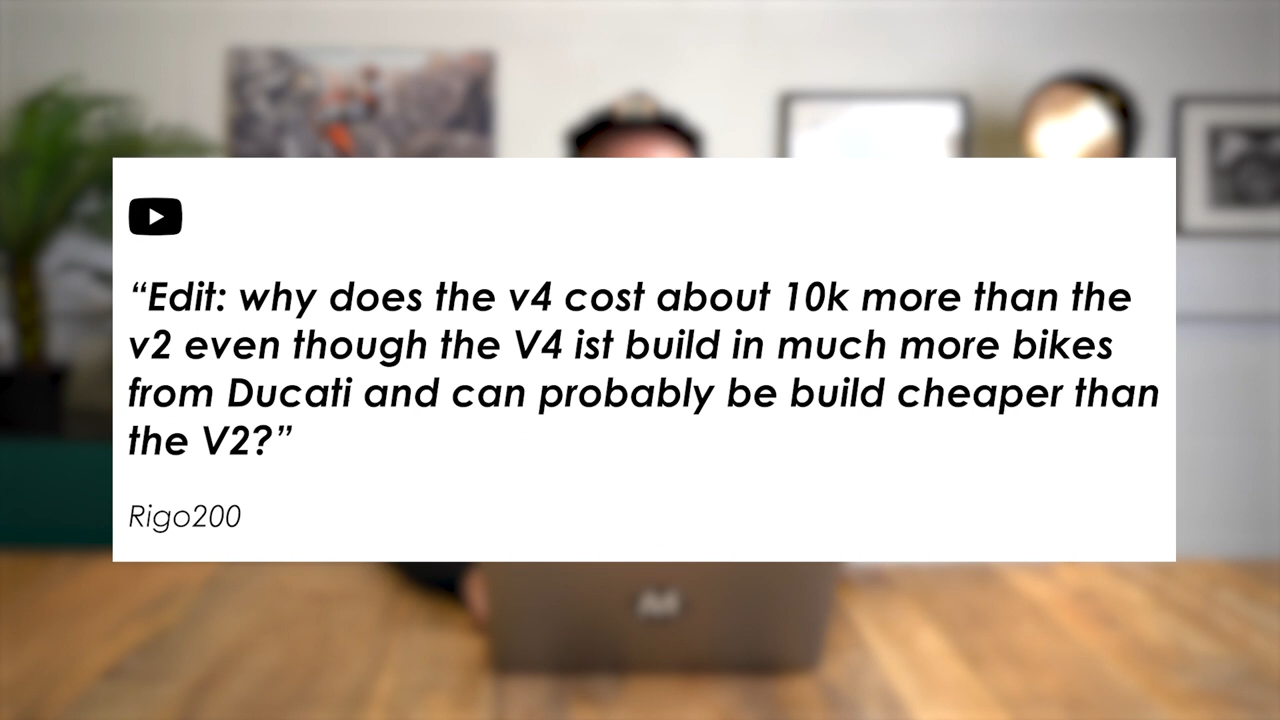 “Edit: why does the v4 cost about 10k more than the
v2 even though the V4 ist build in much more bikes
from Ducati and can probably be build cheaper than
the V2?”
Rigo200